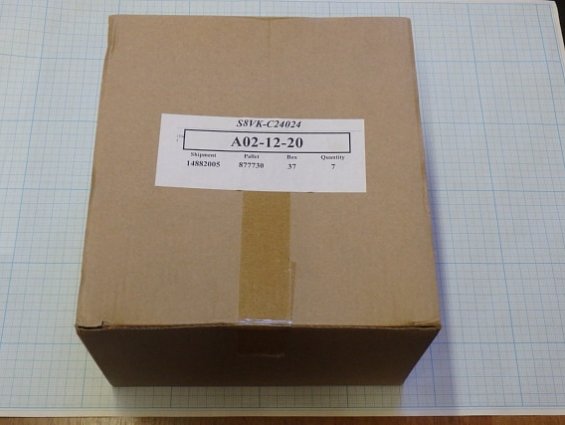 S8VK-C24024
A02-12-20
Shipment Pallet Box Quantity
14882005 877730 37 7